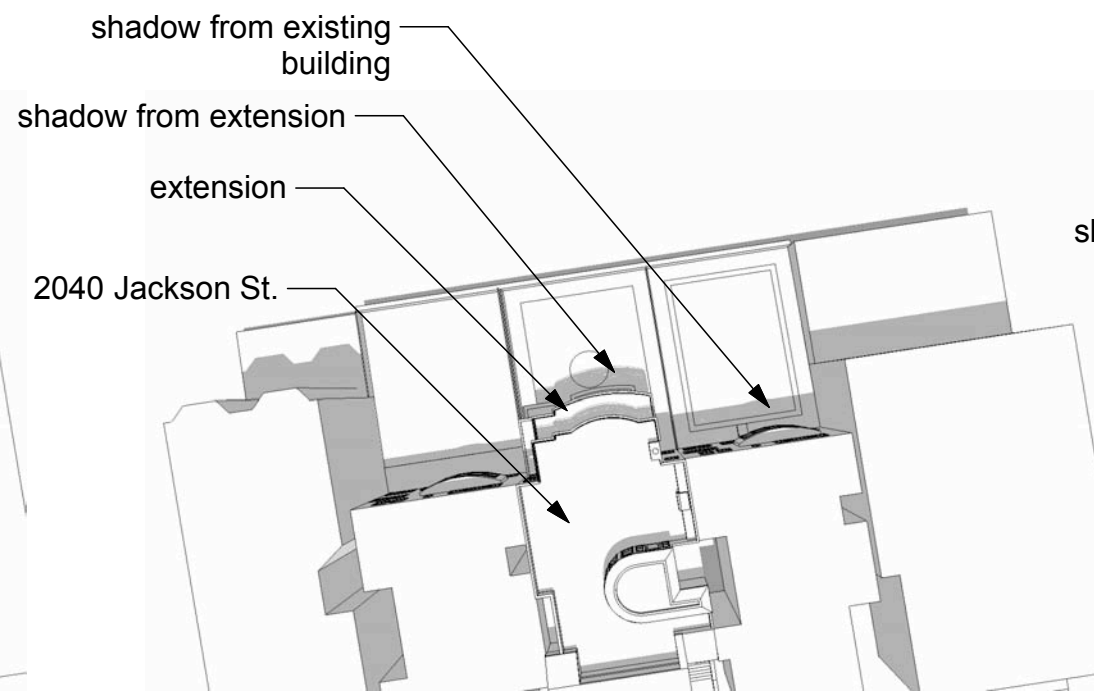 shadow from existing
building
shadow from extension
extension
2040 Jackson St.